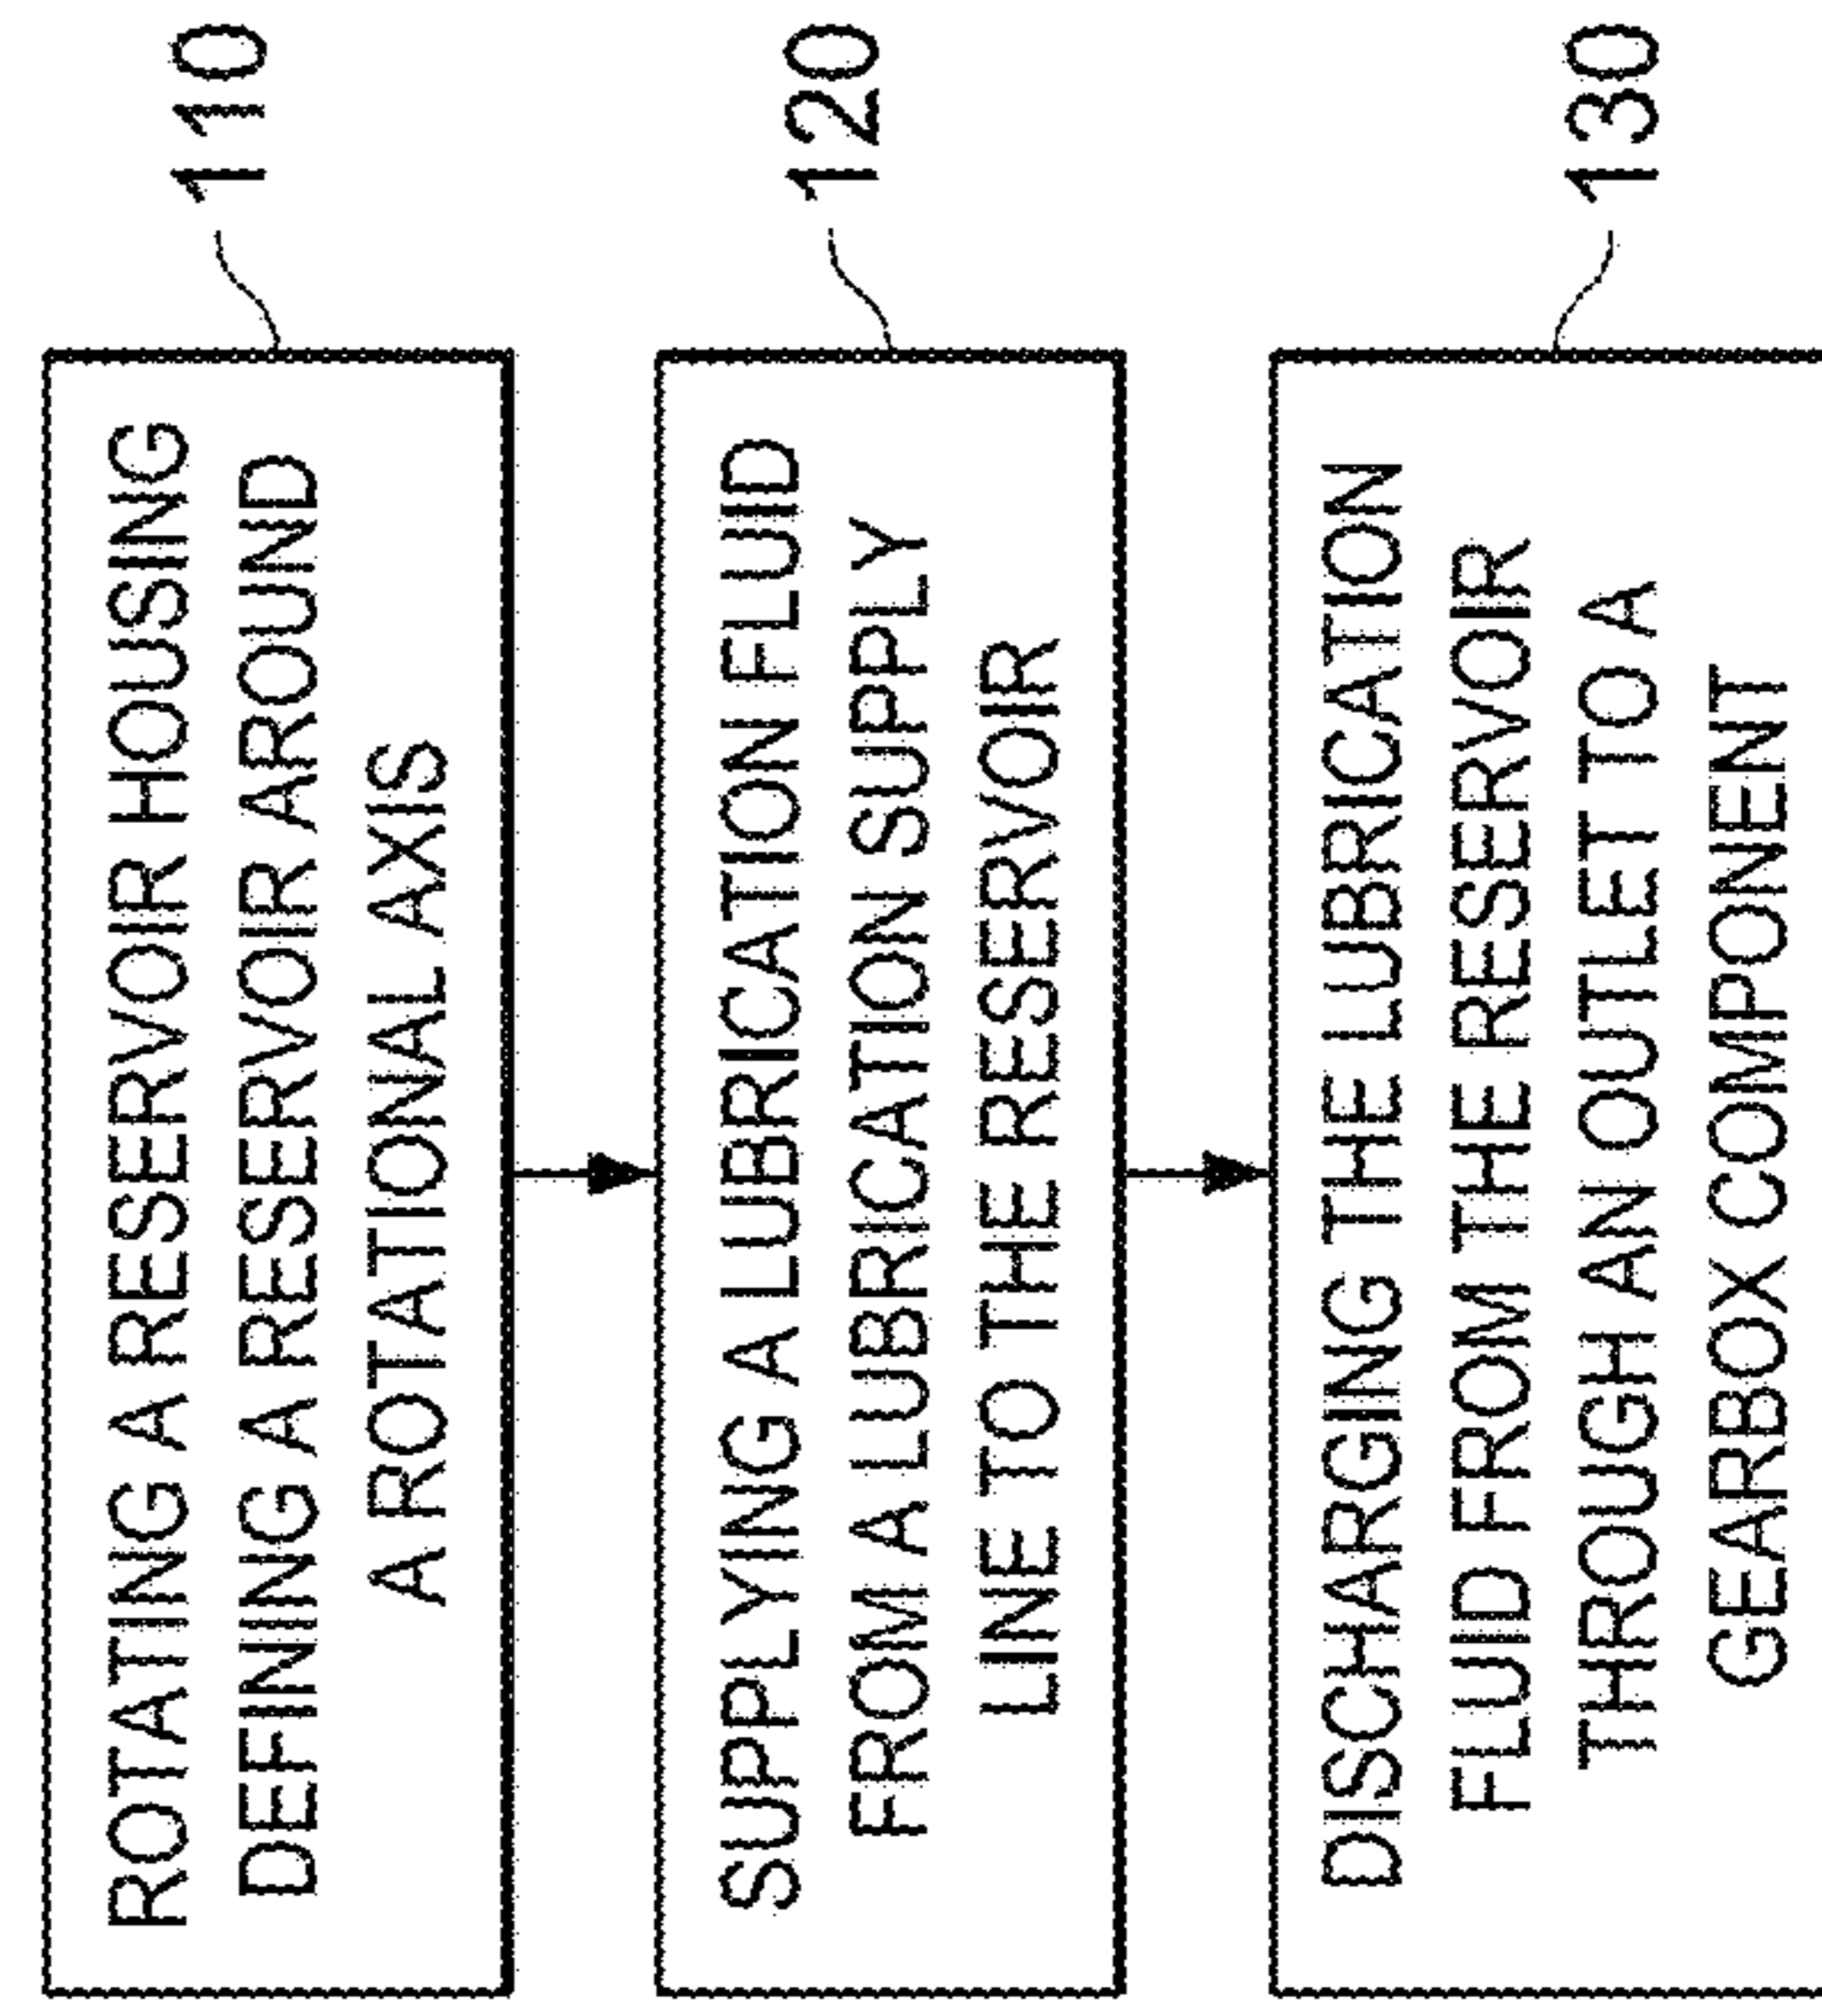 ROTATING A RESERVOIR HOUSING
DEFINING A RESERVOIR AROUND
A ROTATIONAL AXIS
110
SUPPLYING A LUBRICATION FLUID
FROM A LUBRICATION SUPPLY
LINE TO THE RESERVOIR
120
DISCHARGING THE LUBRICATION
FLUID FROM THE RESERVOIR
THROUGH AN OUTLET TO A
GEARBOX COMPONENT
130